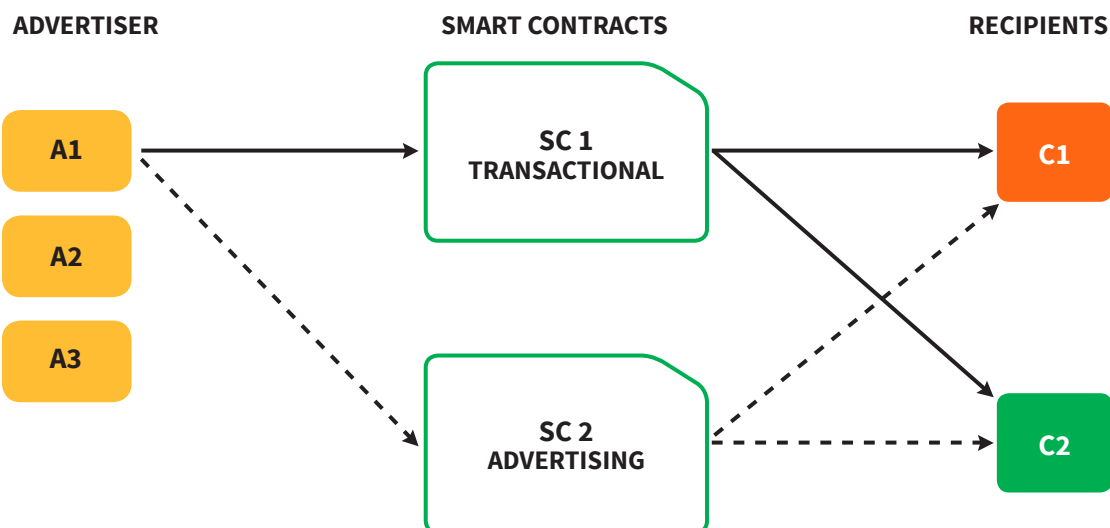 ADVERTISER
SMART CONTRACTS
RECIPIENTS
A1
SC 1
TRANSACTIONAL
C1
A2
A3
SC 2
ADVERTISING
C2